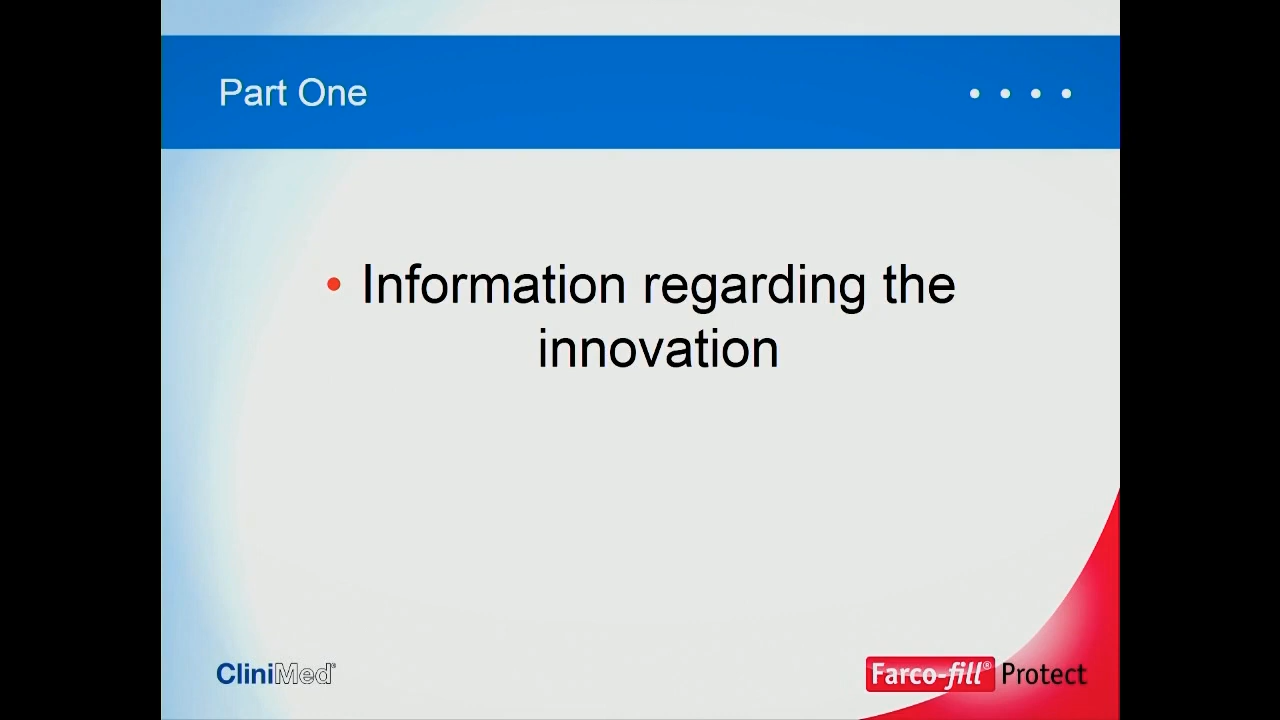 Part One
• Information regarding the
innovation
CliniMed®
Farco-fill® Protect